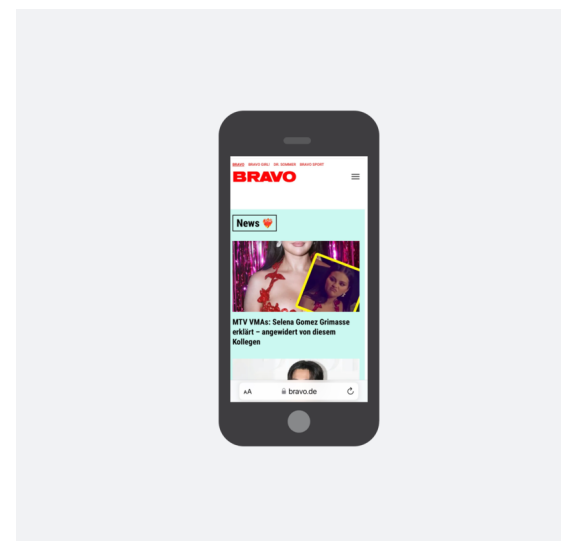 BRAVO BRAVO GIRL! DR. SOMMER BRAVO SPORT
BRAVO
News
MTV VMAs: Selena Gomez Grimasse
erklärt – angewidert von diesem
Kollegen
AA bravo.de